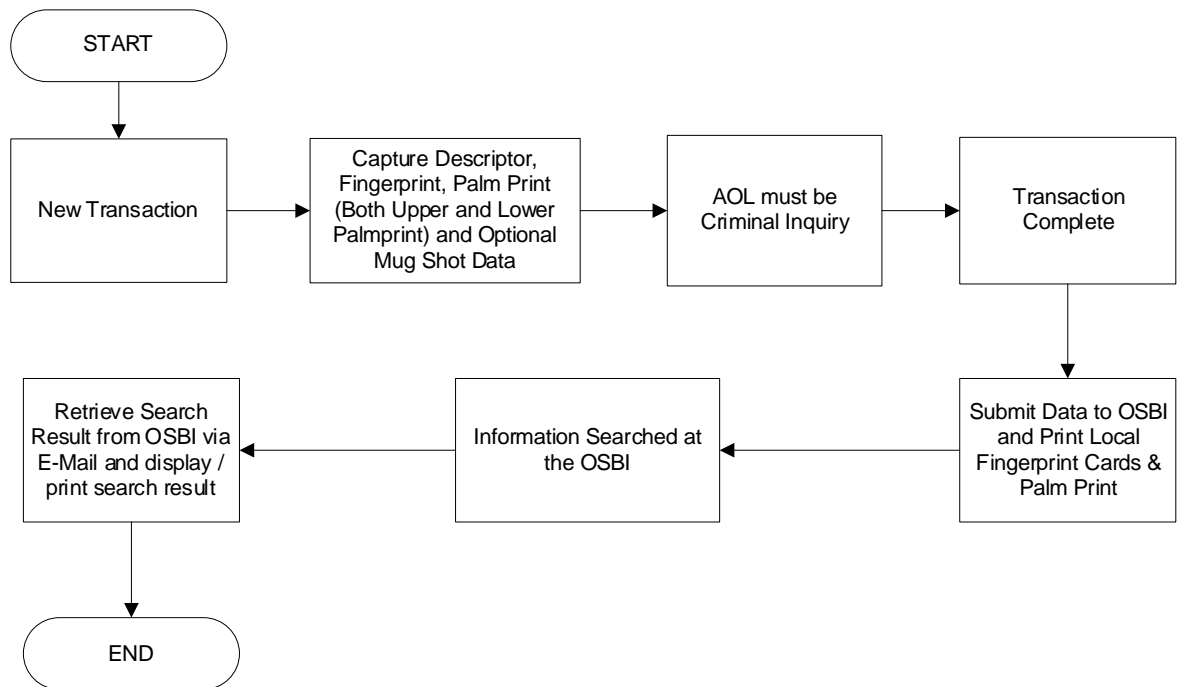 START
New Transaction
Capture Descriptor,
Fingerprint, Palm Print
(Both Upper and Lower
Palmprint) and Optional
Mug Shot Data
AOL must be
Criminal Inquiry
Transaction
Complete
Submit Data to OSBI
and Print Local
Fingerprint Cards &
Palm Print
Information Searched at
the OSBI
Retrieve Search
Result from OSBI via
E-Mail and display /
print search result
END